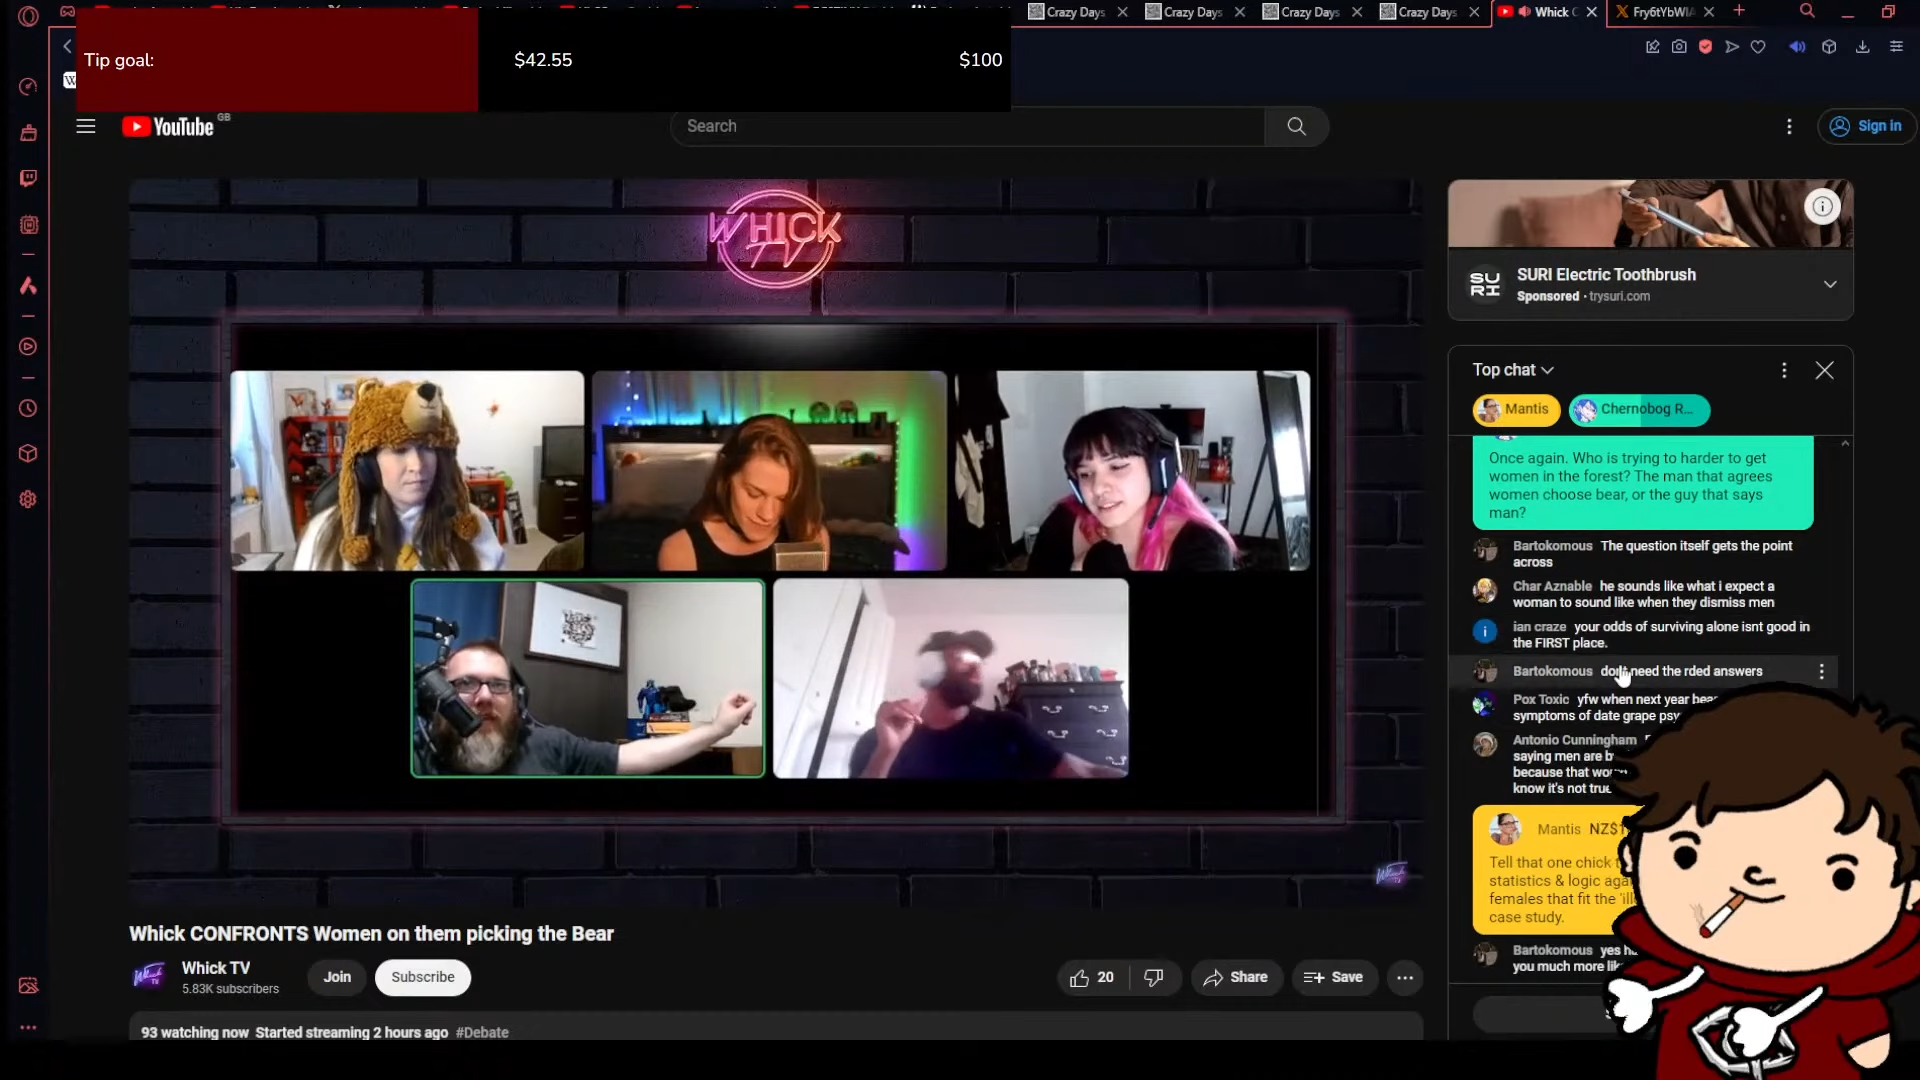 Crazy Days
Crazy Days
Crazy Days
Crazy Days
Whick C
Fry6tYbWIA
Tip goal:
$42.55
$100
YouTube
GB
Search
Sign in
WHICK
TV
SURI Electric Toothbrush
SU
RI
Sponsored · trysuri.com
Top chat
Mantis
Chernobog R...
Once again. Who is trying to harder to get
women in the forest? The man that agrees
women choose bear, or the guy that says
man?
Bartokomous The question itself gets the point
across
Char Aznable he sounds like what i expect a
woman to sound like when they dismiss men
ian craze your odds of surviving alone isnt good in
the FIRST place.
Bartokomous need the rded answers
Pox Toxic yfw when next year
symptoms of date grape
Antonio Cunningham
saying men are
because that
know it's not
Mantis NZ$
Tell that one chick
statistics & logic
females that fit the
case study.
Bartokomous yes
you much more
Whick CONFRONTS Women on them picking the Bear
Whick TV
5.83K subscribers
Join
Subscribe
20
Share
Save
93 watching now Started streaming 2 hours ago #Debate